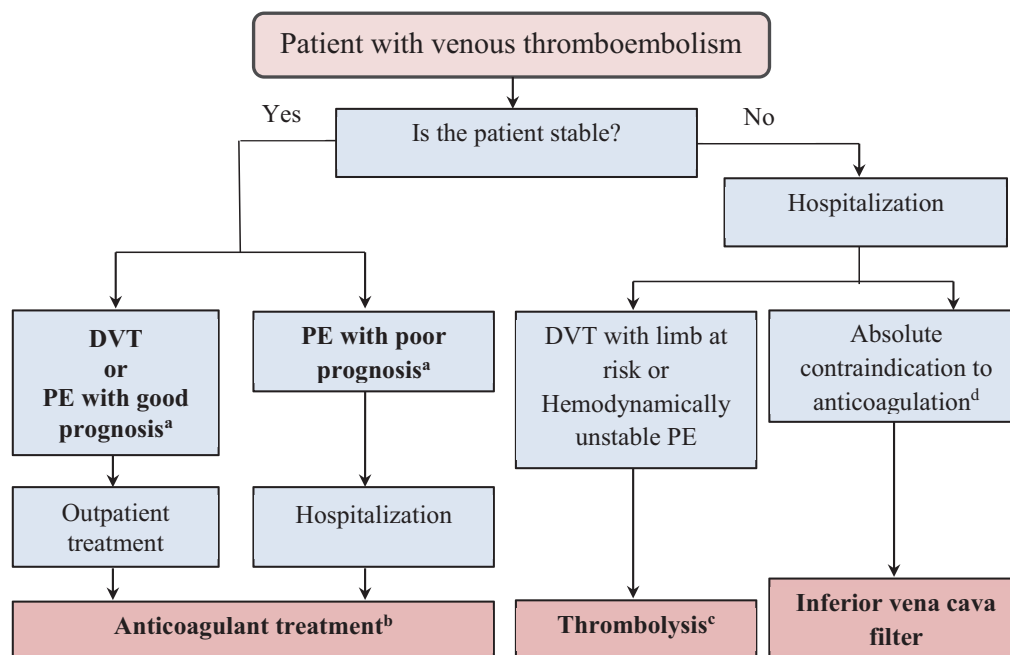 Patient with venous thromboembolism
Yes
Is the patient stable?
No
Hospitalization
DVT
or
PE with good
prognosisᵃ
PE with poor
prognosisᵃ
DVT with limb at
risk or
Hemodynamically
unstable PE
Absolute
contraindication to
anticoagulationᵈ
Outpatient
treatment
Hospitalization
Anticoagulant treatmentᵇ
Thrombolysisᶜ
Inferior vena cava
filter